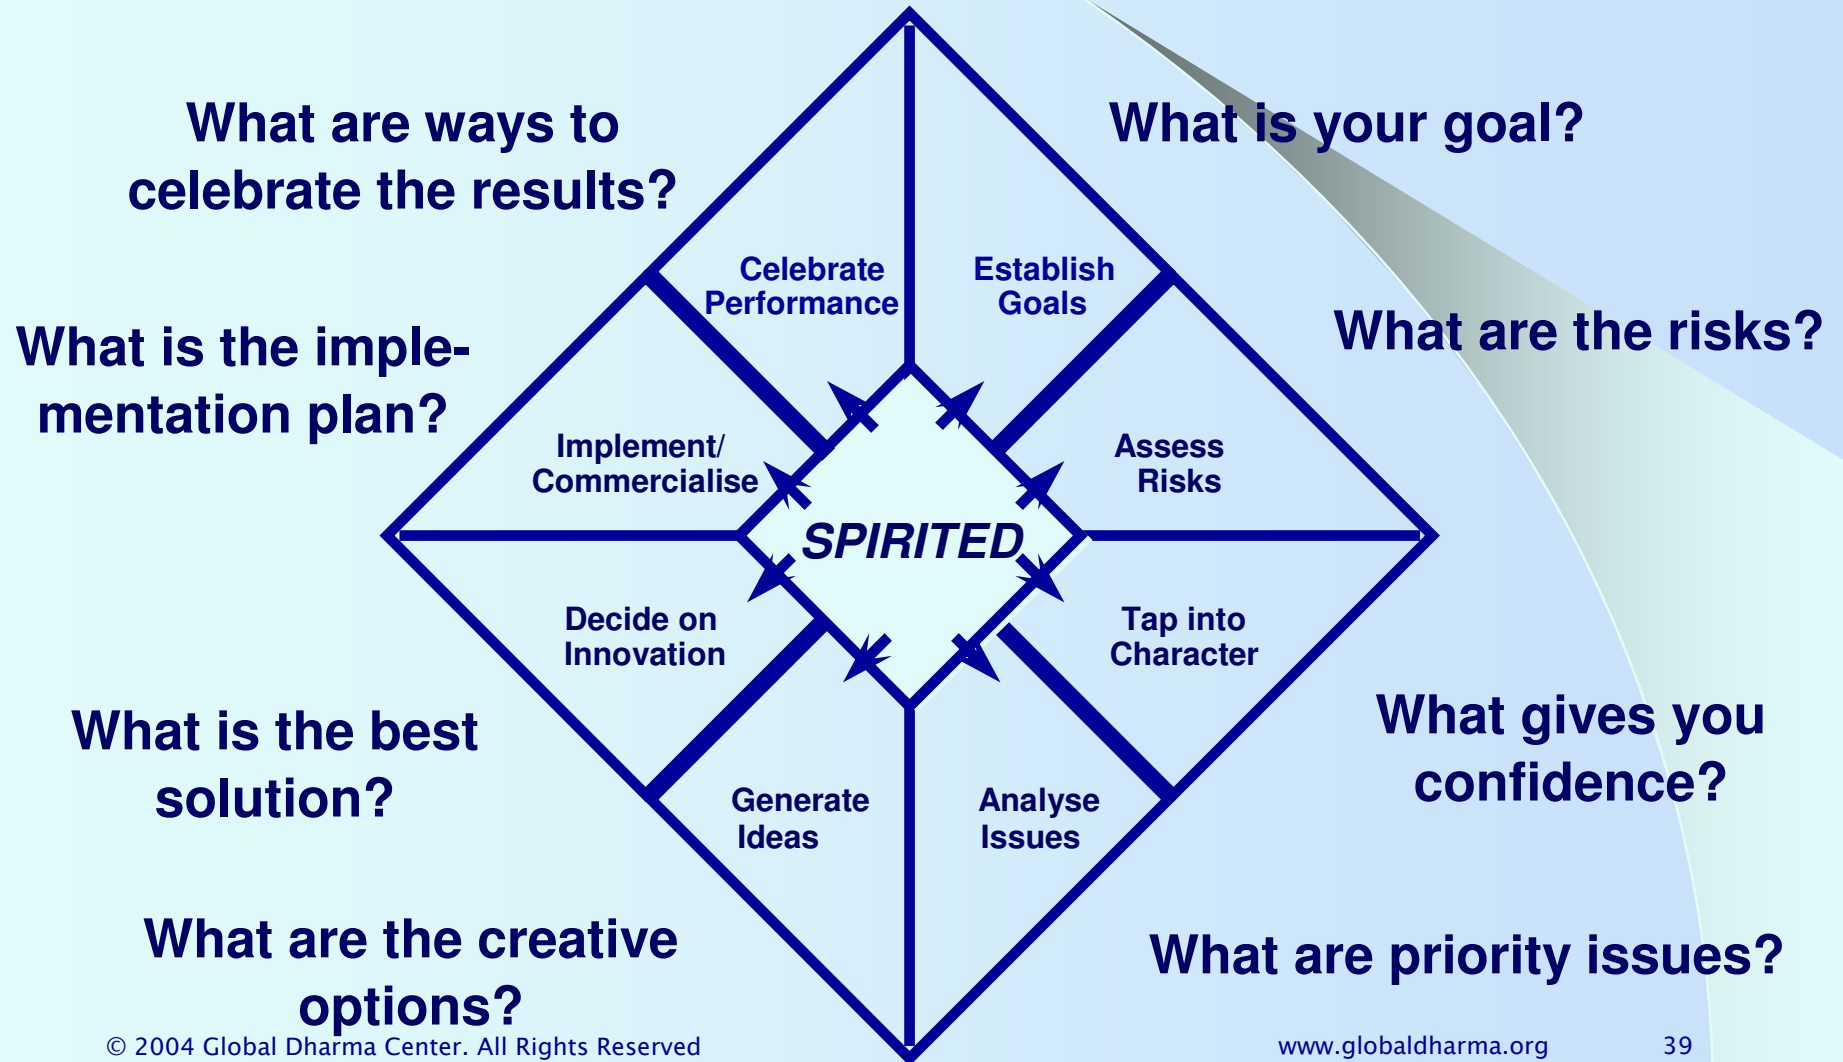 What are ways to
celebrate the results?
What is your goal?
Celebrate
Performance
Establish
Goals
What is the imple-
mentation plan?
What are the risks?
Implement/
Commercialise
Assess
Risks
SPIRITED
Decide on
Innovation
Tap into
Character
What is the best
solution?
What gives you
confidence?
Generate
Ideas
Analyse
Issues
What are the creative
options?
What are priority issues?
© 2004 Global Dharma Center. All Rights Reserved
www.globaldharma.org
39